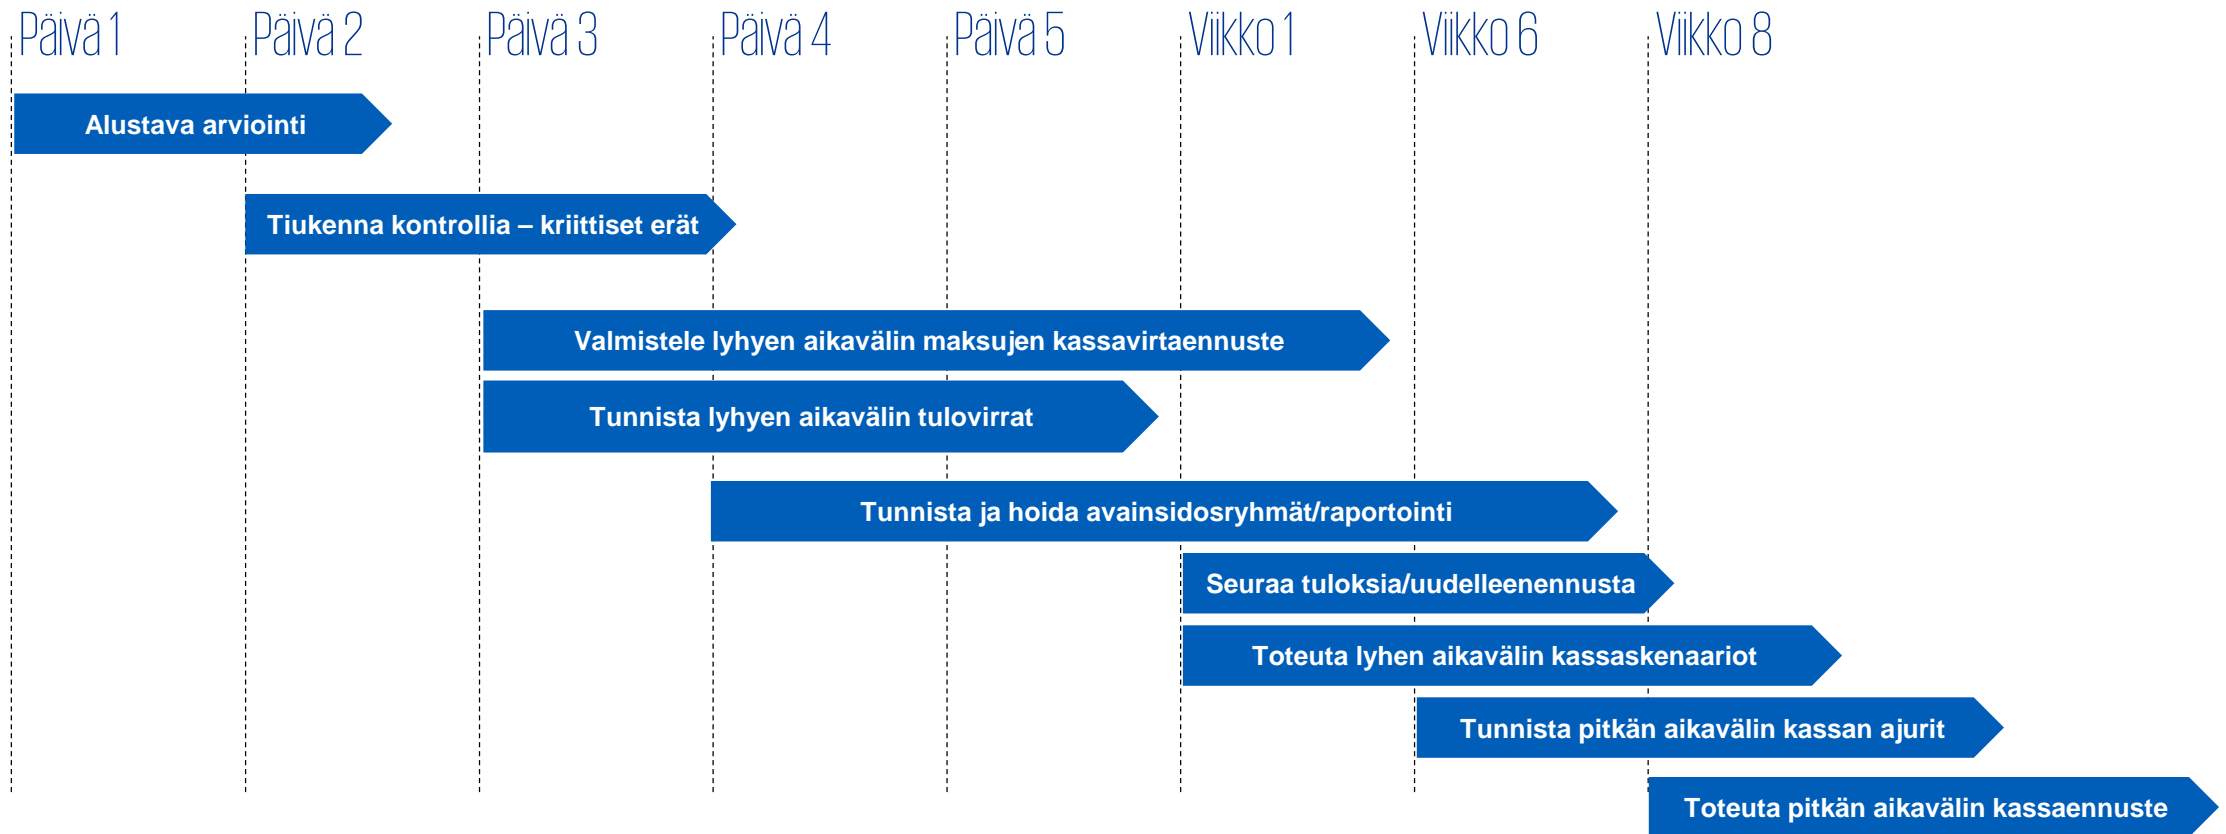 Päivä 1
Päivä 2
Päivä 3
Päivä 4
Päivä 5
Viikko 1
Viikko 6
Viikko 8
Alustava arviointi
Tiukenna kontrollia – kriittiset erät
Valmistele lyhyen aikavälin maksujen kassavirtaennuste
Tunnista lyhyen aikavälin tulovirrat
Tunnista ja hoida avainsidosryhmät/raportointi
Seuraa tuloksia/uudelleenennusta
Toteuta lyhen aikavälin kassaskenaariot
Tunnista pitkän aikavälin kassan ajurit
Toteuta pitkän aikavälin kassaennuste